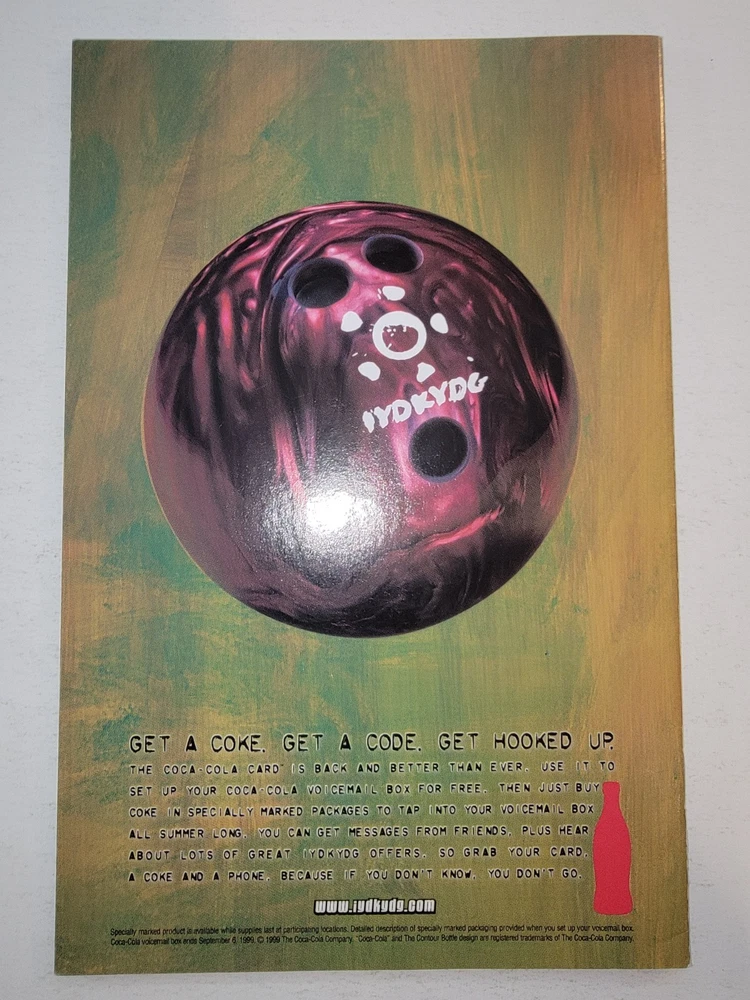 IYDKYDG
GET A COKE. GET A CODE. GET HOOKED UP.
THE COCA-COLA CARD™ IS BACK AND BETTER THAN EVER. USE IT TO
SET UP YOUR COCA-COLA VOICEMAIL BOX FOR FREE. THEN JUST BUY
COKE IN SPECIALLY MARKED PACKAGES TO TAP INTO YOUR VOICEMAIL BOX
ALL SUMMER LONG. YOU CAN GET MESSAGES FROM FRIENDS, PLUS HEAR
ABOUT LOTS OF GREAT IYDKYDG OFFERS. SO GRAB YOUR CARD,
A COKE AND A PHONE. BECAUSE IF YOU DON'T KNOW, YOU DON'T GO.
www.iydkydg.com
Specially marked product is available while supplies last at participating locations. Detailed description of specially marked packaging provided when you set up your voicemail box.
Coca-Cola voicemail box ends September 6, 1999. © 1999 The Coca-Cola Company. "Coca-Cola" and The Contour Bottle design are registered trademarks of The Coca-Cola Company.